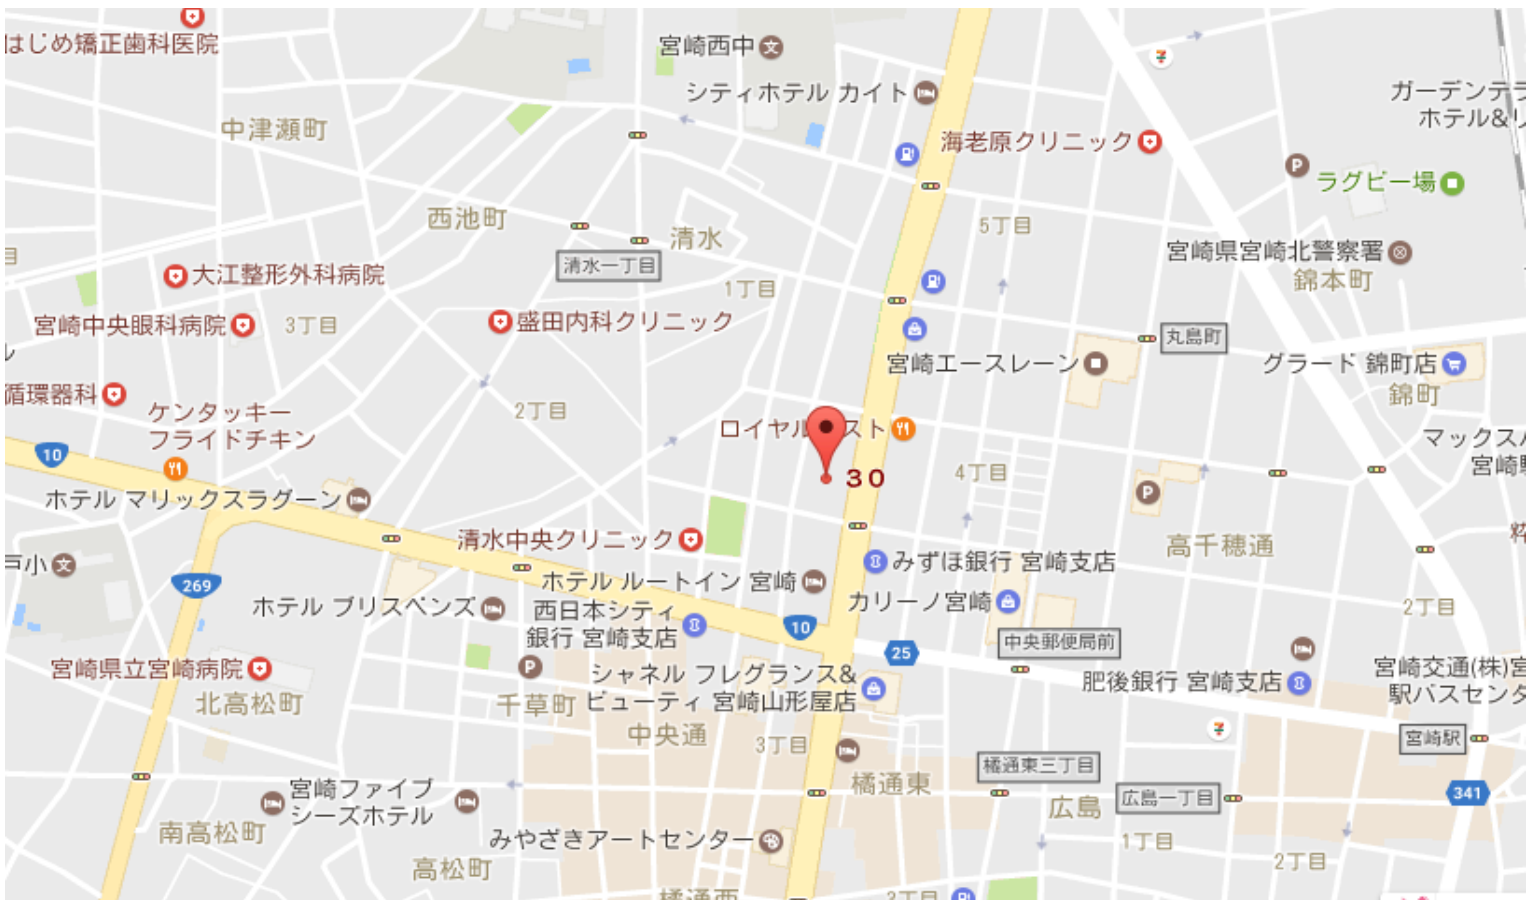 はじめ矯正歯科医院
宮崎西中
シティホテル カイト
ガーデンテラ
ホテル&リ
中津瀬町
海老原クリニック
P
ラグビー場
西池町
清水
5丁目
清水一丁目
宮崎県宮崎北警察署
錦本町
目
大江整形外科病院
1丁目
宮崎中央眼科病院
3丁目
盛田内科クリニック
丸島町
宮崎エースレーン
グラード 錦町店
錦町
循環器科
ケンタッキー
フライドチキン
2丁目
ロイヤル
スト
マックス
宮崎
10
30
4丁目
P
ホテル マリックスラグーン
清水中央クリニック
高千穂通
戸小
文
みずほ銀行 宮崎支店
269
ホテル ルートイン 宮崎
カリーノ宮崎
2丁目
ホテル ブリスベンズ
西日本シティ
銀行 宮崎支店
10
25
中央郵便局前
宮崎県立宮崎病院
P
シャネル フレグランス&
ビューティ 宮崎山形屋店
肥後銀行 宮崎支店
宮崎交通(株)宮
駅バスセンタ
北高松町
千草町
中央通
3丁目
宮崎駅
橘通東三丁目
橘通東
広島一丁目
広島
341
宮崎ファイブ
シーズホテル
南高松町
みやざきアートセンター
1丁目
2丁目
高松町
橘通西
3丁目